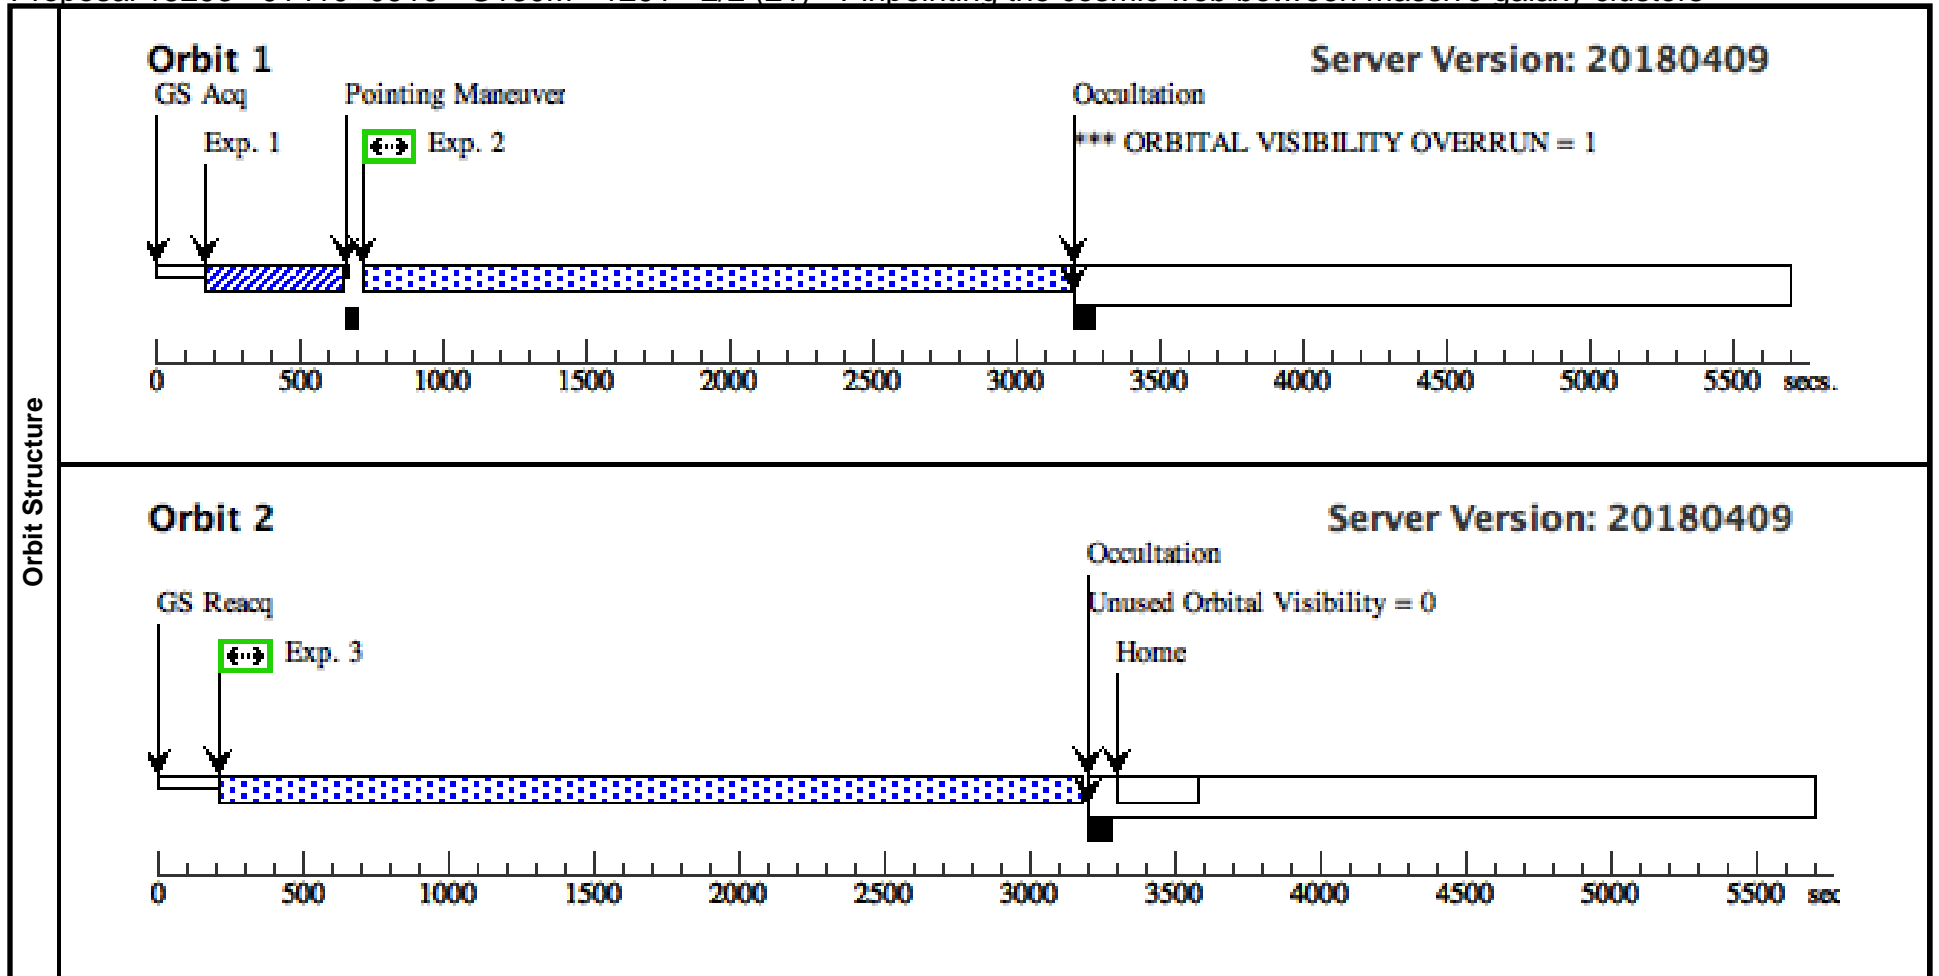 Orbit Structure
Orbit 1
Server Version: 20180409
GS Acq
Pointing Maneuver
Occultation
Exp. 1
Exp. 2
*** ORBITAL VISIBILITY OVERRUN = 1
0 500 1000 1500 2000 2500 3000 3500 4000 4500 5000 5500 secs.
Orbit 2
Server Version: 20180409
Occultation
GS Reacq
Unused Orbital Visibility = 0
Exp. 3
Home
0 500 1000 1500 2000 2500 3000 3500 4000 4500 5000 5500 sec